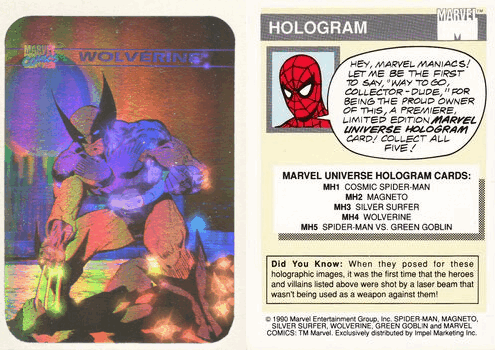 MARVEL
COMICS
WOLVERINE
HOLOGRAM
MARVEL™
HEY, MARVEL MANIACS!
LET ME BE THE FIRST
TO SAY, "WAY TO GO,
COLLECTOR-DUDE," FOR
BEING THE PROUD OWNER
OF THIS, A PREMIERE,
LIMITED EDITION MARVEL
UNIVERSE HOLOGRAM
CARD! COLLECT ALL
FIVE!
MARVEL UNIVERSE HOLOGRAM CARDS:
MH1 COSMIC SPIDER-MAN
MH2 MAGNETO
MH3 SILVER SURFER
MH4 WOLVERINE
MH5 SPIDER-MAN VS. GREEN GOBLIN
Did You Know: When they posed for these
holographic images, it was the first time that the heroes
and villains listed above were shot by a laser beam that
wasn't being used as a weapon against them!
© 1990 Marvel Entertainment Group, Inc. SPIDER-MAN, MAGNETO,
SILVER SURFER, WOLVERINE, GREEN GOBLIN and MARVEL
COMICS: TM Marvel. Exclusively distributed by Impel Marketing Inc.